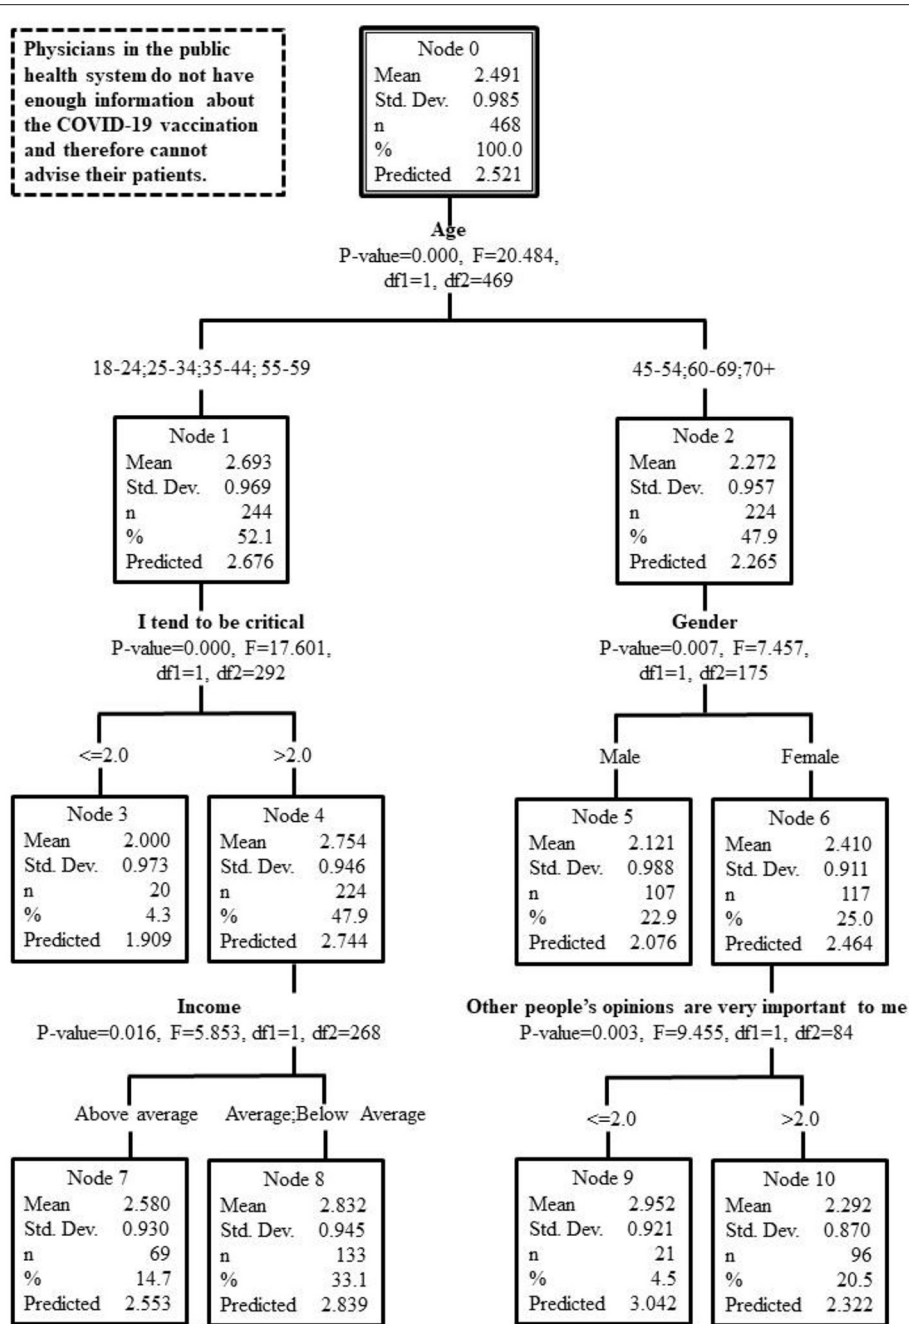 Physicians in the public
health system do not have
enough information about
the COVID-19 vaccination
and therefore cannot
advise their patients.
Node 0
Mean 2.491
Std. Dev. 0.985
n 468
% 100.0
Predicted 2.521
Age
P-value=0.000, F=20.484,
df1=1, df2=469
18-24;25-34;35-44; 55-59
45-54;60-69;70+
Node 1
Mean 2.693
Std. Dev. 0.969
n 244
% 52.1
Predicted 2.676
Node 2
Mean 2.272
Std. Dev. 0.957
n 224
% 47.9
Predicted 2.265
I tend to be critical
P-value=0.000, F=17.601,
df1=1, df2=292
Gender
P-value=0.007, F=7.457,
df1=1, df2=175
<=2.0
>2.0
Male
Female
Node 3
Mean 2.000
Std. Dev. 0.973
n 20
% 4.3
Predicted 1.909
Node 4
Mean 2.754
Std. Dev. 0.946
n 224
% 47.9
Predicted 2.744
Node 5
Mean 2.121
Std. Dev. 0.988
n 107
% 22.9
Predicted 2.076
Node 6
Mean 2.410
Std. Dev. 0.911
n 117
% 25.0
Predicted 2.464
Income
P-value=0.016, F=5.853, df1=1, df2=268
Other people's opinions are very important to me
P-value=0.003, F=9.455, df1=1, df2=84
Above average
Average;Below Average
<=2.0
>2.0
Node 7
Mean 2.580
Std. Dev. 0.930
n 69
% 14.7
Predicted 2.553
Node 8
Mean 2.832
Std. Dev. 0.945
n 133
% 33.1
Predicted 2.839
Node 9
Mean 2.952
Std. Dev. 0.921
n 21
% 4.5
Predicted 3.042
Node 10
Mean 2.292
Std. Dev. 0.870
n 96
% 20.5
Predicted 2.322